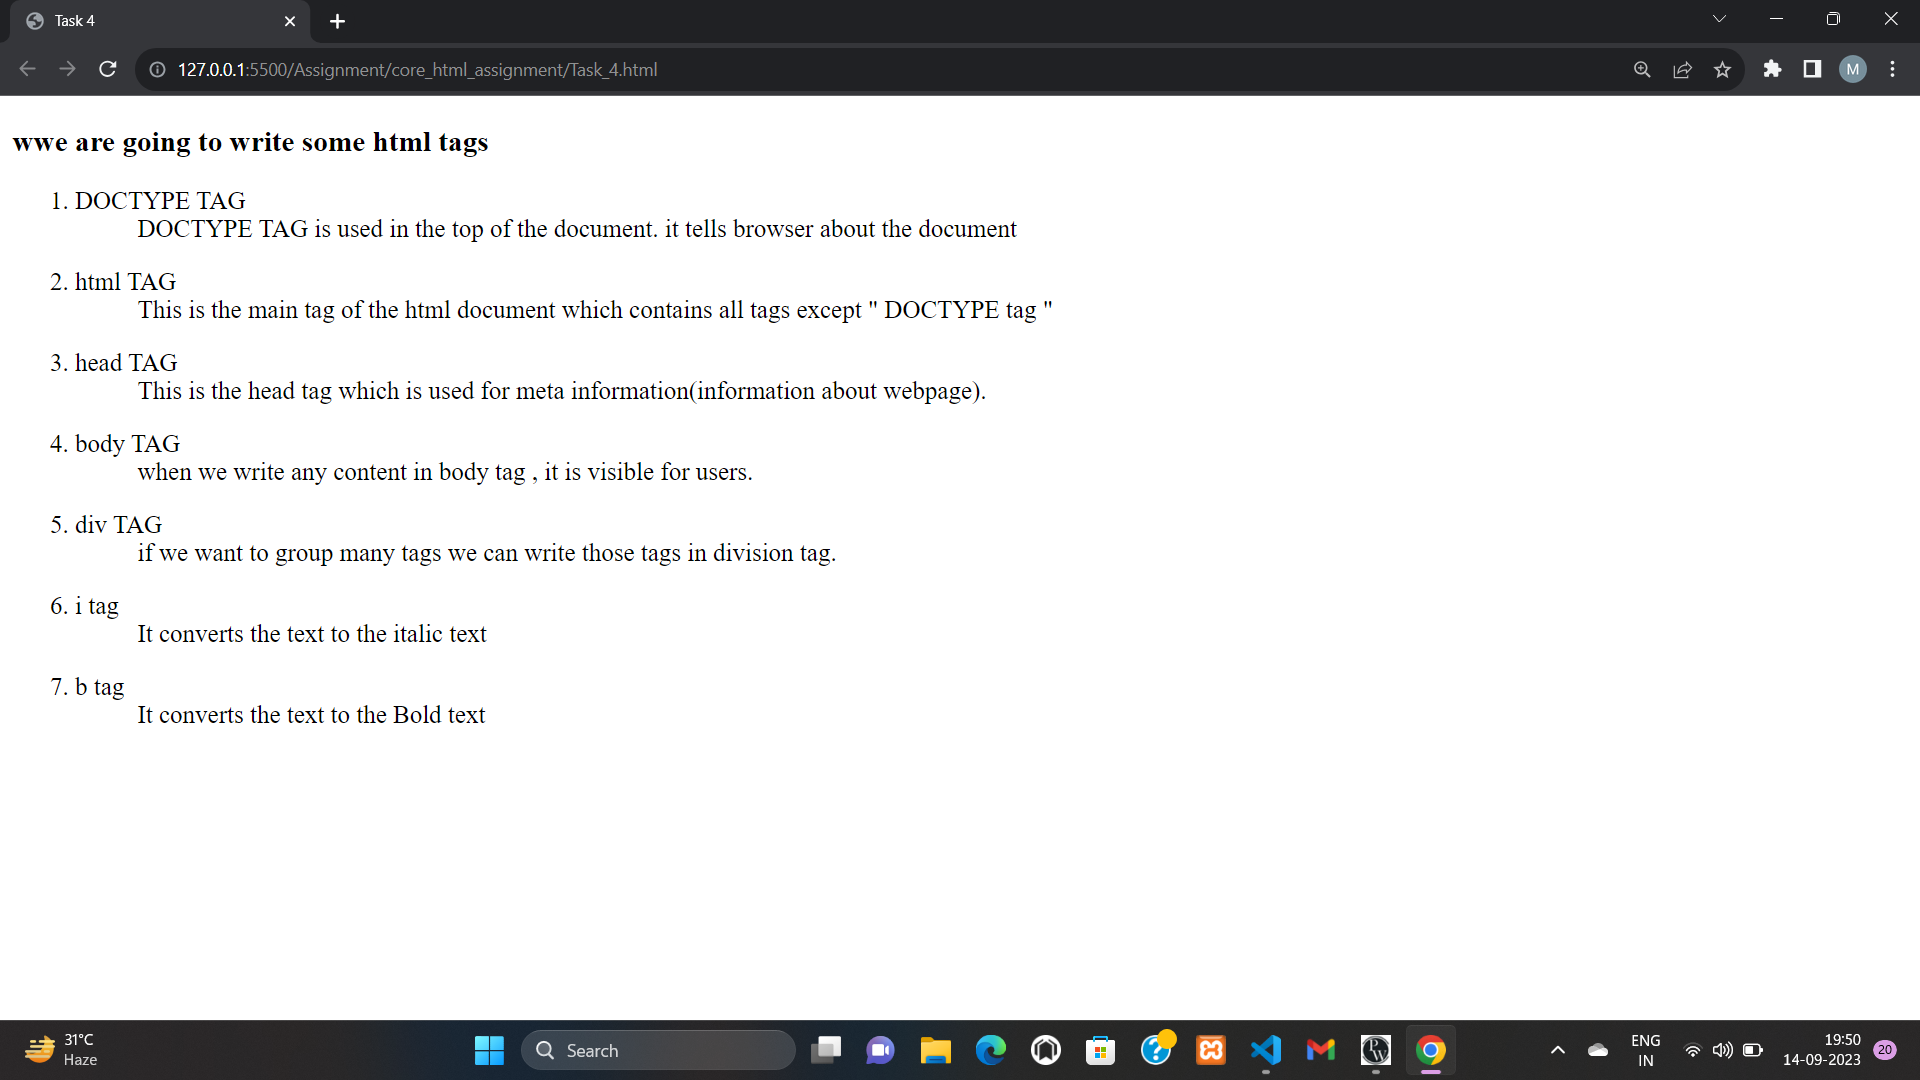 Task 4
127.0.0.1:5500/Assignment/core_html_assignment/Task_4.html
M
wwe are going to write some html tags
1. DOCTYPE TAG
DOCTYPE TAG is used in the top of the document. it tells browser about the document
2. html TAG
This is the main tag of the html document which contains all tags except " DOCTYPE tag "
3. head TAG
This is the head tag which is used for meta information(information about webpage).
4. body TAG
when we write any content in body tag , it is visible for users.
5. div TAG
if we want to group many tags we can write those tags in division tag.
6. i tag
It converts the text to the italic text
7. b tag
It converts the text to the Bold text
31°C
Haze
Search
PW
ENG
IN
19:50
14-09-2023
20